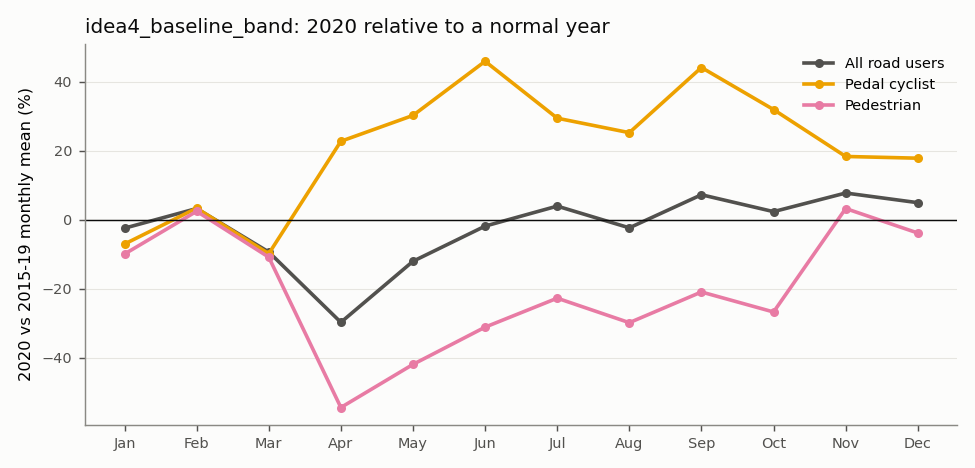 idea4_baseline_band: 2020 relative to a normal year
All road users
Pedal cyclist
Pedestrian
2020 vs 2015-19 monthly mean (%)
40
20
0
−20
−40
Jan Feb Mar Apr May Jun Jul Aug Sep Oct Nov Dec